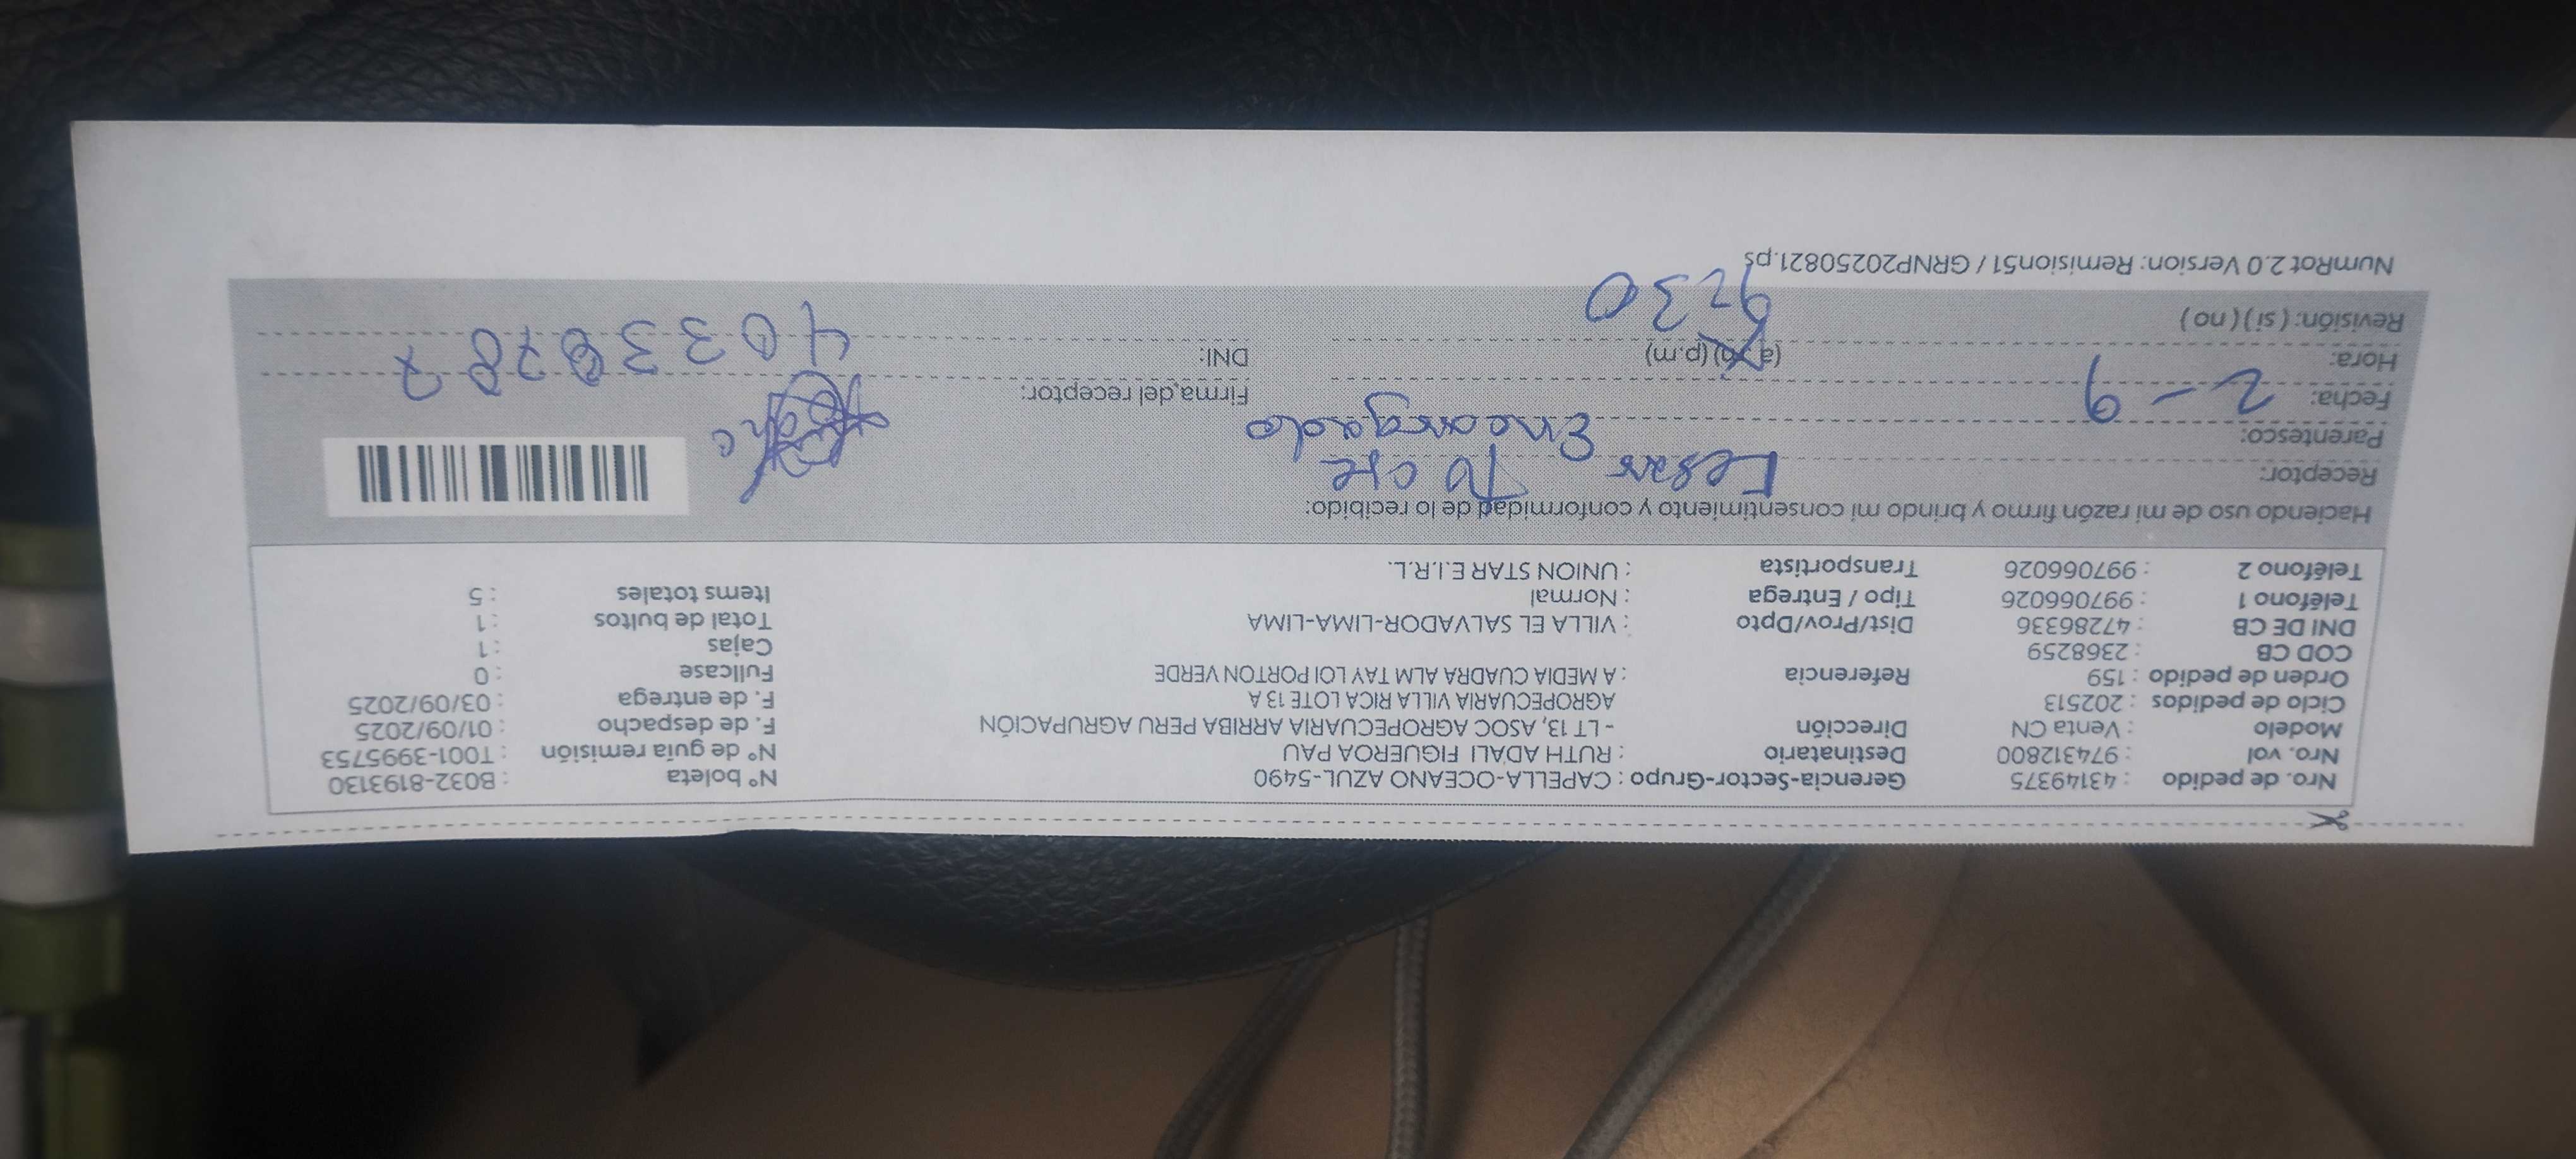 Nro. de pedido : 43149375 Gerencia-Sector-Grupo : CAPELLA-OCEANO AZUL-5490 N° boleta : B032-8193130
Nro. vol : 974312800 Destinatario : RUTH ADALI FIGUEROA PAU N° de guía remisión : T001-3995753
Modelo : Venta CN Dirección - LT 13, ASOC AGROPECUARIA ARRIBA PERU AGRUPACIÓN F. de despacho : 01/09/2025
Ciclo de pedidos : 202513 AGROPECUARIA VILLA RICA LOTE 13 A F. de entrega : 03/09/2025
Orden de pedido : 159 Referencia : A MEDIA CUADRA ALM TAY LOI PORTON VERDE Fullcase : 0
COD CB : 2368259 Cajas : 1
DNI DE CB : 47286336 Dist/Prov/Dpto : VILLA EL SALVADOR-LIMA-LIMA Total de bultos : 1
Teléfono 1 : 997066026 Tipo / Entrega : Normal Items totales : 5
Teléfono 2 : 997066026 Transportista : UNION STAR E.I.R.L.
Haciendo uso de mi razón firmo y brindo mi consentimiento y conformidad de lo recibido:
Receptor:
Parentesco: Encargado
Fecha: 2-9 Firma del receptor:
Hora: (p.m) DNI:
Revisión: ( si ) ( no ) 9:30
NumRot 2.0 Version: Remision51 / GRNP20250821.ps